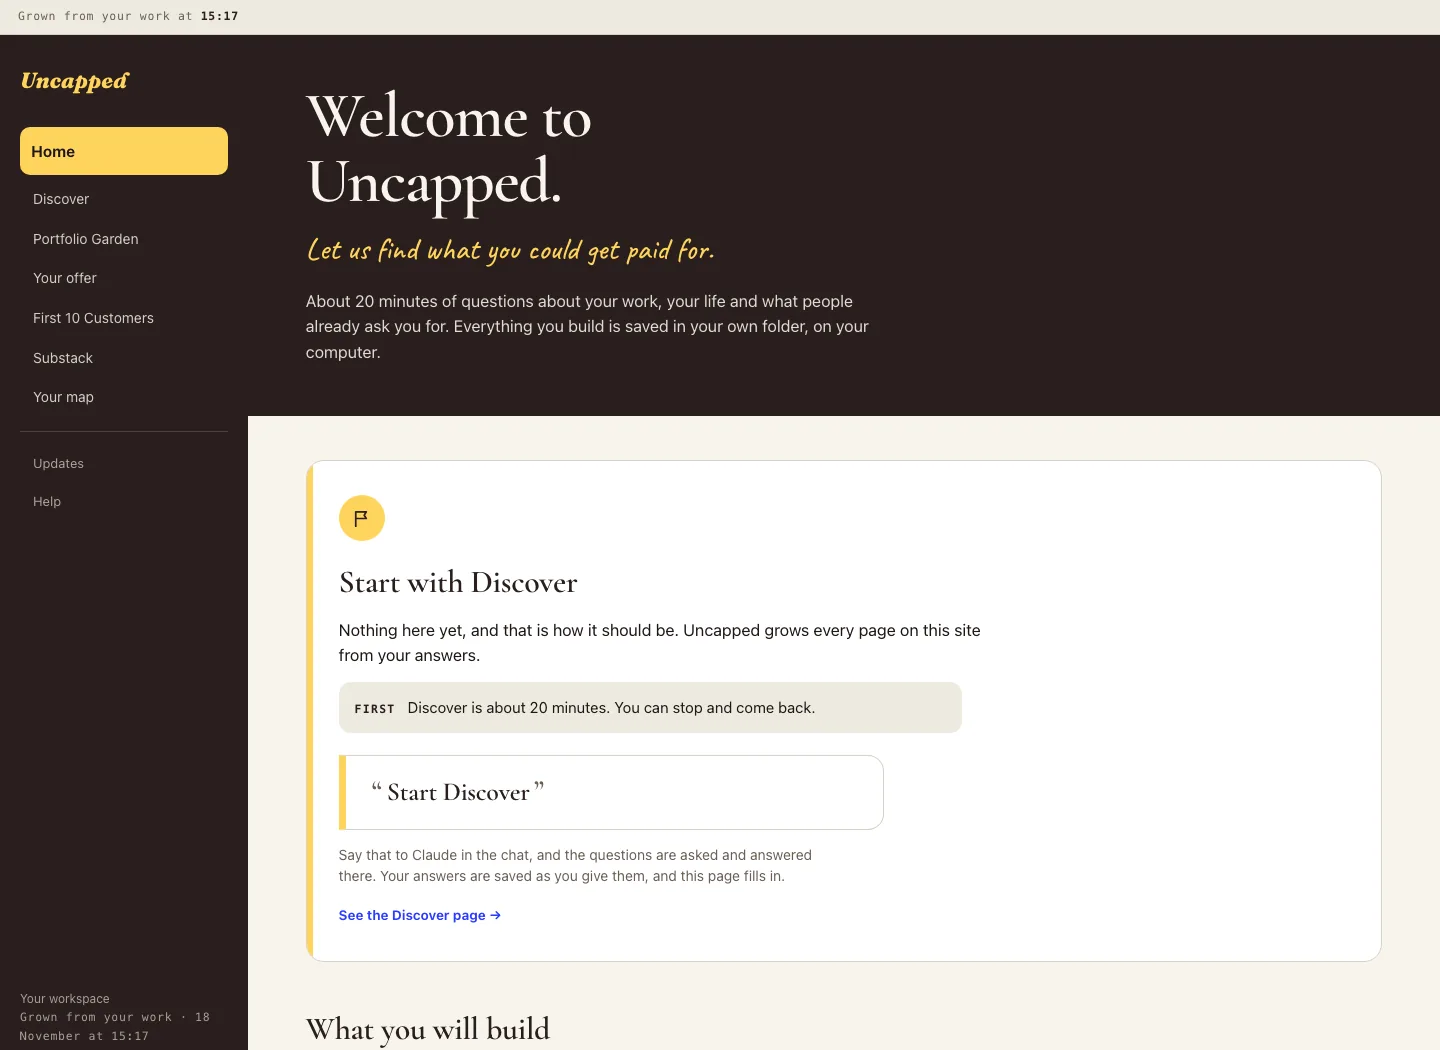 Grown from your work at 15:17
Uncapped
Home
Discover
Portfolio Garden
Your offer
First 10 Customers
Substack
Your map
Updates
Help
Your workspace
Grown from your work · 18
November at 15:17
Welcome to
Uncapped.
Let us find what you could get paid for.
About 20 minutes of questions about your work, your life and what people
already ask you for. Everything you build is saved in your own folder, on your
computer.
Start with Discover
Nothing here yet, and that is how it should be. Uncapped grows every page on this site
from your answers.
FIRST Discover is about 20 minutes. You can stop and come back.
“ Start Discover ”
Say that to Claude in the chat, and the questions are asked and answered
there. Your answers are saved as you give them, and this page fills in.
See the Discover page →
What you will build